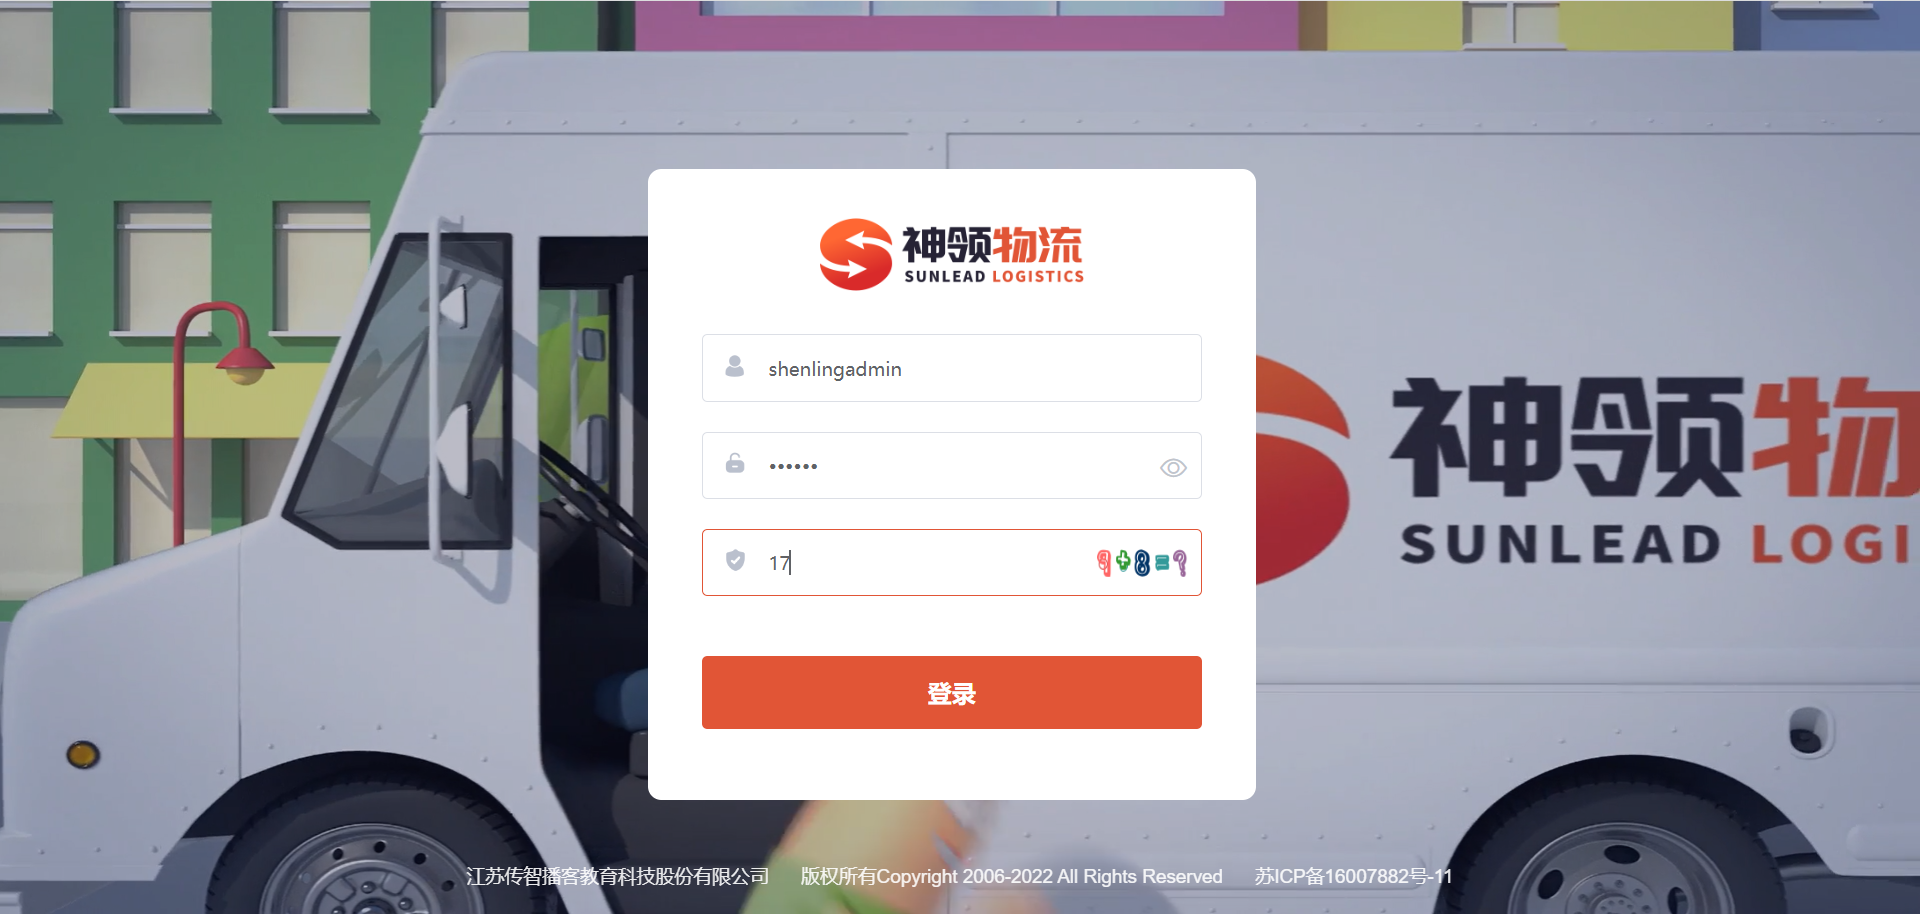 神领物流
SUNLEAD LOGISTICS
shenlingadmin
••••••
17
9+8=?
登录
神领物
SUNLEAD LOGI
江苏传智播客教育科技股份有限公司 版权所有Copyright 2006-2022 All Rights Reserved 苏ICP备16007882号-11